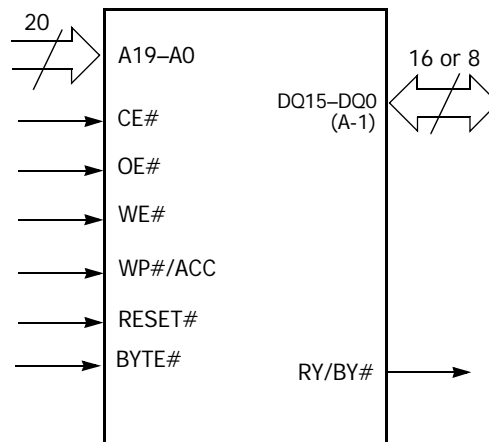 20
A19–A0
16 or 8
DQ15–DQ0
(A-1)
CE#
OE#
WE#
WP#/ACC
RESET#
BYTE#
RY/BY#